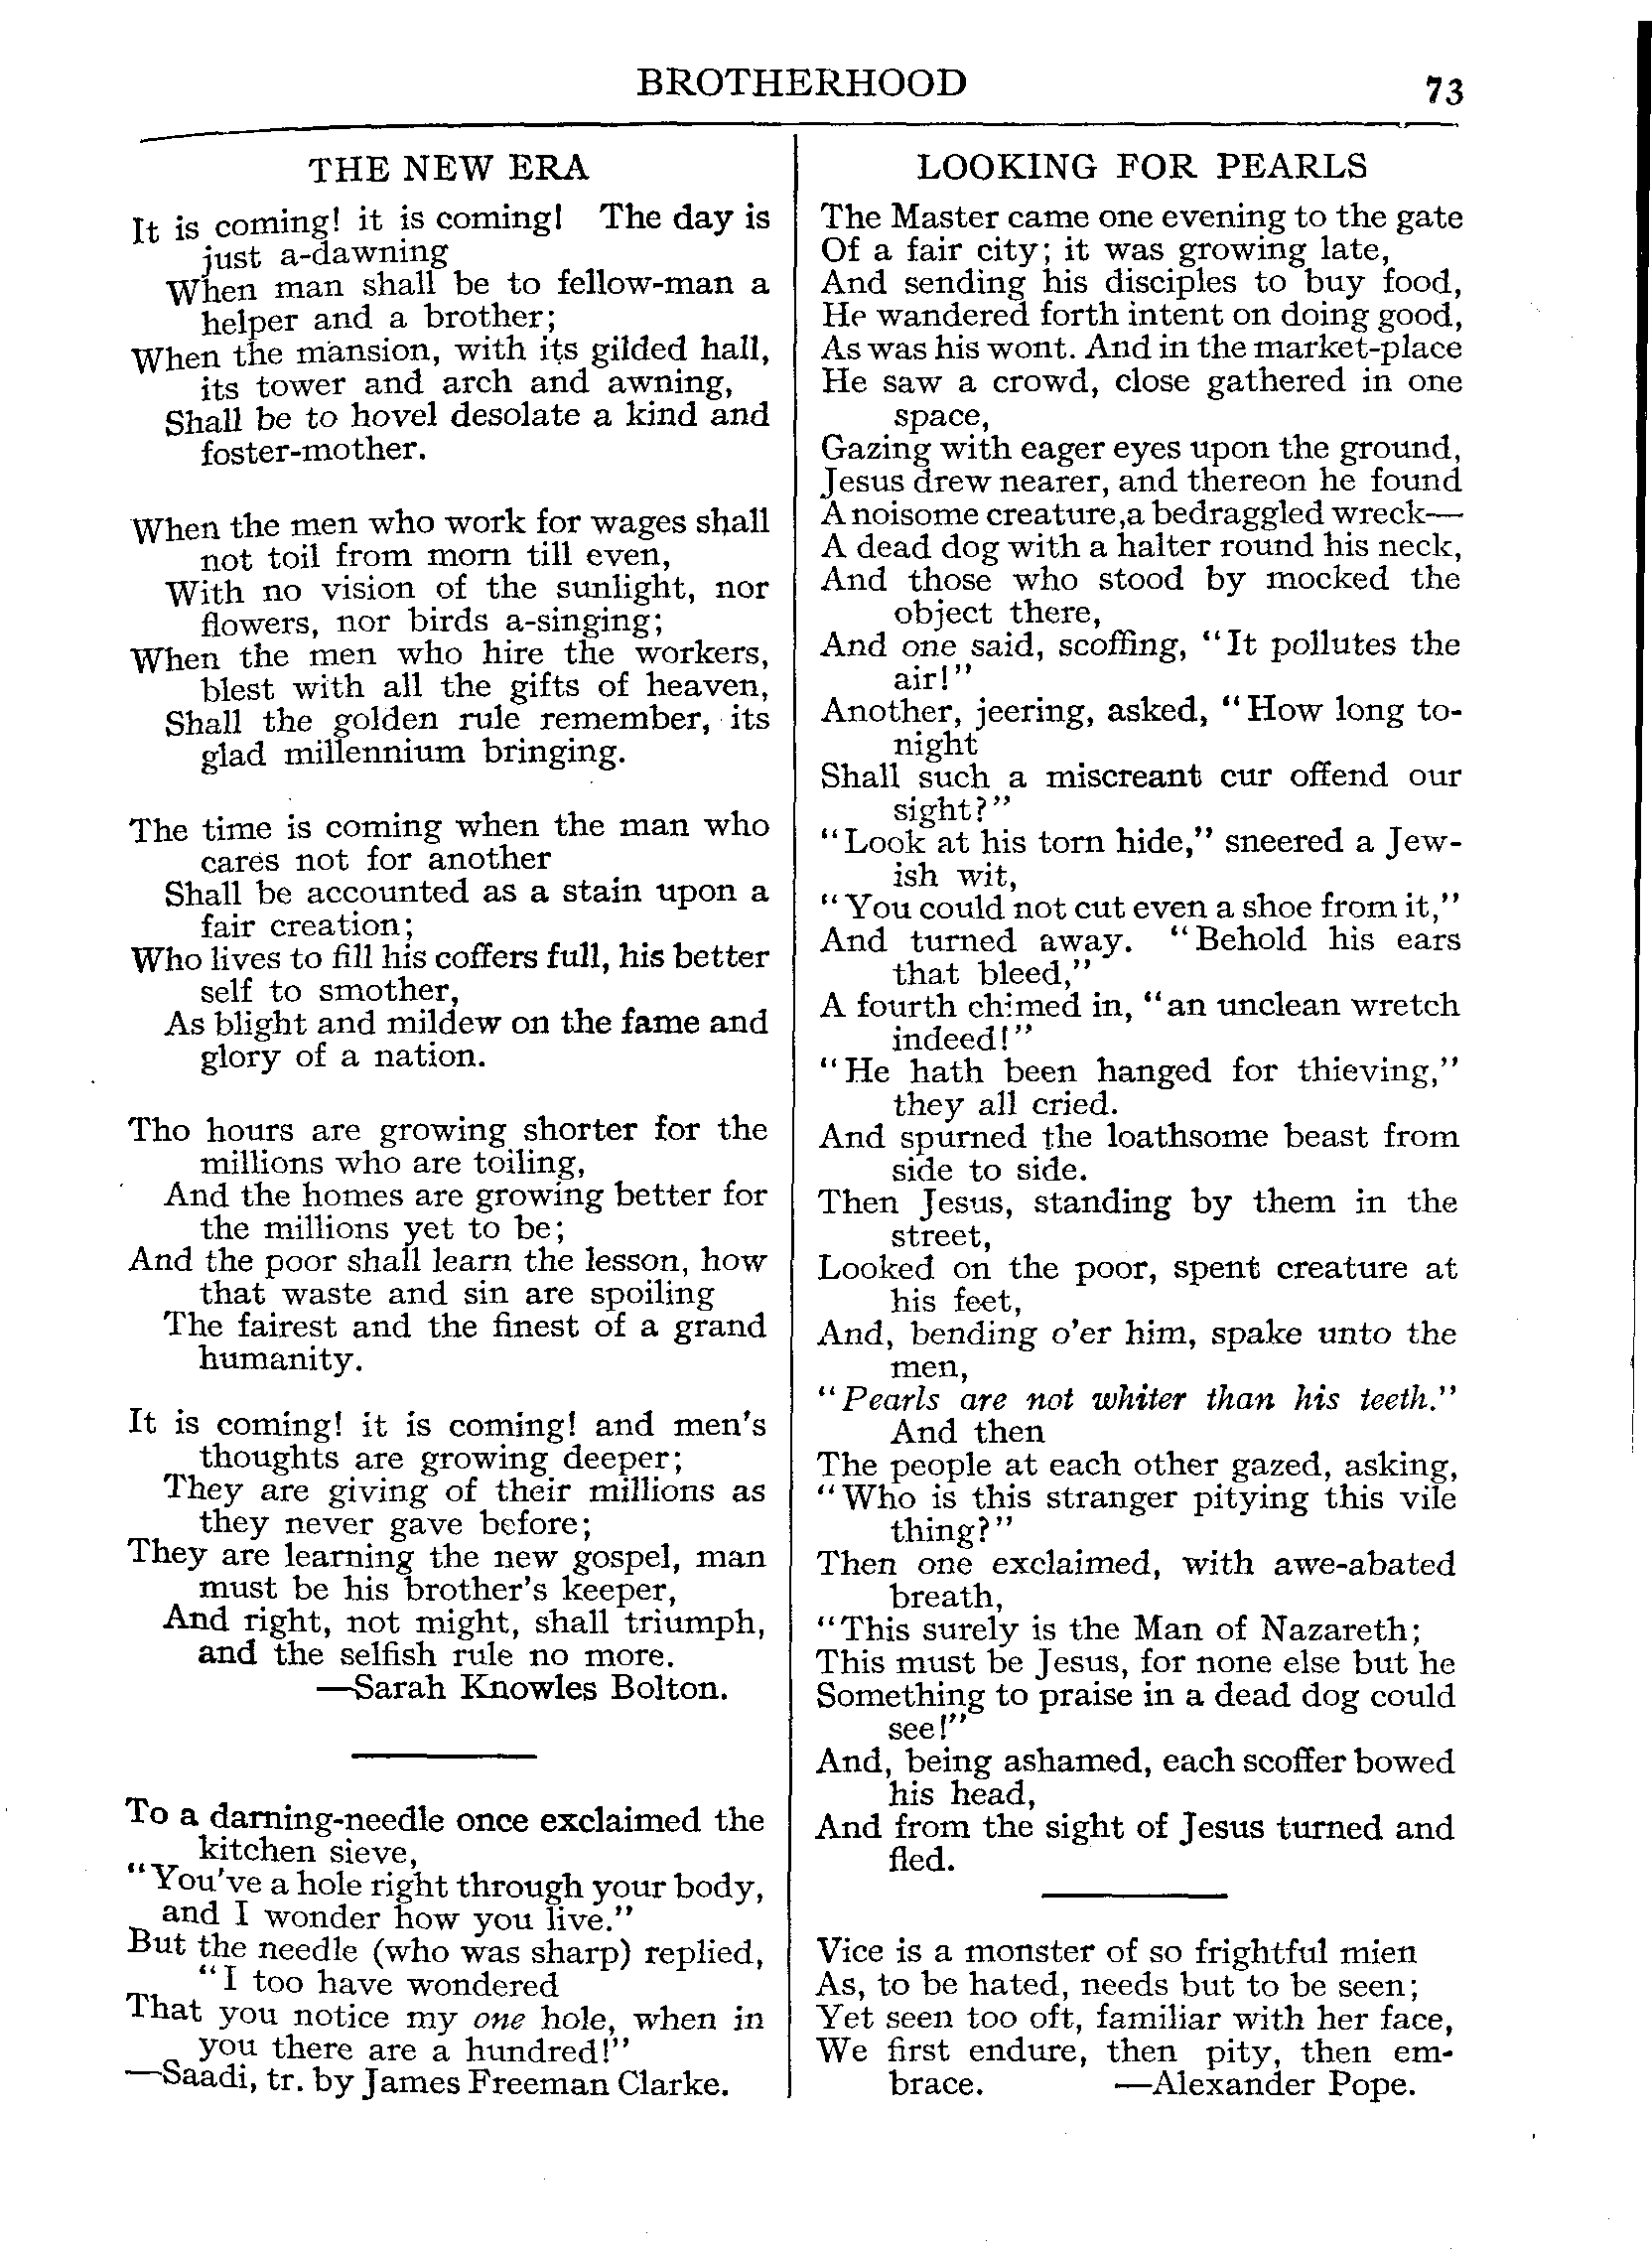 BROTHERHOOD
73
THE NEW ERA
It is coming! it is coming! The day is
just a-dawning
When man shall be to fellow-man a
helper and a brother;
When the mansion, with its gilded hall,
its tower and arch and awning,
Shall be to hovel desolate a kind and
foster-mother.
When the men who work for wages shall
not toil from morn till even,
With no vision of the sunlight, nor
flowers, nor birds a-singing;
When the men who hire the workers,
blest with all the gifts of heaven,
Shall the golden rule remember, its
glad millennium bringing.
The time is coming when the man who
cares not for another
Shall be accounted as a stain upon a
fair creation;
Who lives to fill his coffers full, his better
self to smother,
As blight and mildew on the fame and
glory of a nation.
Tho hours are growing shorter for the
millions who are toiling,
And the homes are growing better for
the millions yet to be;
And the poor shall learn the lesson, how
that waste and sin are spoiling
The fairest and the finest of a grand
humanity.
It is coming! it is coming! and men's
thoughts are growing deeper;
They are giving of their millions as
they never gave before;
They are learning the new gospel, man
must be his brother's keeper,
And right, not might, shall triumph,
and the selfish rule no more.
—Sarah Knowles Bolton.
To a darning-needle once exclaimed the
kitchen sieve,
"You've a hole right through your body,
and I wonder how you live."
But the needle (who was sharp) replied,
"I too have wondered
That you notice my one hole, when in
you there are a hundred!"
—Saadi, tr. by James Freeman Clarke.
LOOKING FOR PEARLS
The Master came one evening to the gate
Of a fair city; it was growing late,
And sending his disciples to buy food,
He wandered forth intent on doing good,
As was his wont. And in the market-place
He saw a crowd, close gathered in one
space,
Gazing with eager eyes upon the ground,
Jesus drew nearer, and thereon he found
A noisome creature, a bedraggled wreck—
A dead dog with a halter round his neck,
And those who stood by mocked the
object there,
And one said, scoffing, "It pollutes the
air!"
Another, jeering, asked, "How long to-
night
Shall such a miscreant cur offend our
sight?"
"Look at his torn hide," sneered a Jew-
ish wit,
"You could not cut even a shoe from it,"
And turned away. "Behold his ears
that bleed,"
A fourth chimed in, "an unclean wretch
indeed!"
"He hath been hanged for thieving,"
they all cried.
And spurned the loathsome beast from
side to side.
Then Jesus, standing by them in the
street,
Looked on the poor, spent creature at
his feet,
And, bending o'er him, spake unto the
men,
"Pearls are not whiter than his teeth."
And then
The people at each other gazed, asking,
"Who is this stranger pitying this vile
thing?"
Then one exclaimed, with awe-abated
breath,
"This surely is the Man of Nazareth;
This must be Jesus, for none else but he
Something to praise in a dead dog could
see!"
And, being ashamed, each scoffer bowed
his head,
And from the sight of Jesus turned and
fled.
Vice is a monster of so frightful mien
As, to be hated, needs but to be seen;
Yet seen too oft, familiar with her face,
We first endure, then pity, then em-
brace. —Alexander Pope.